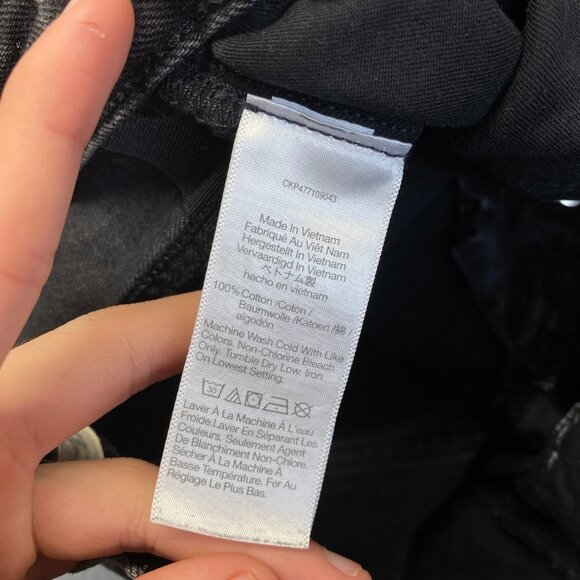 CKP477109043
Made In Vietnam
Fabriqué Au Viêt Nam
Hergestellt In Vietnam
Vervaardigd In Vietnam
ベトナム製
hecho en vietnam
100% Cotton /Coton /
Baumwolle /Katoen /綿
algodón
Machine Wash Cold With Like
Colors. Non-Chlorine Bleach
Only. Tumble Dry Low. Iron
On Lowest Setting.
30
Laver À La Machine À L'eau
Froide,Laver En Séparant Les
Couleurs. Seulement Agent
De Blanchiment Non-Chlore.
Sécher À La Machine À
Basse Température. Fer Au
Réglage Le Plus Bas.